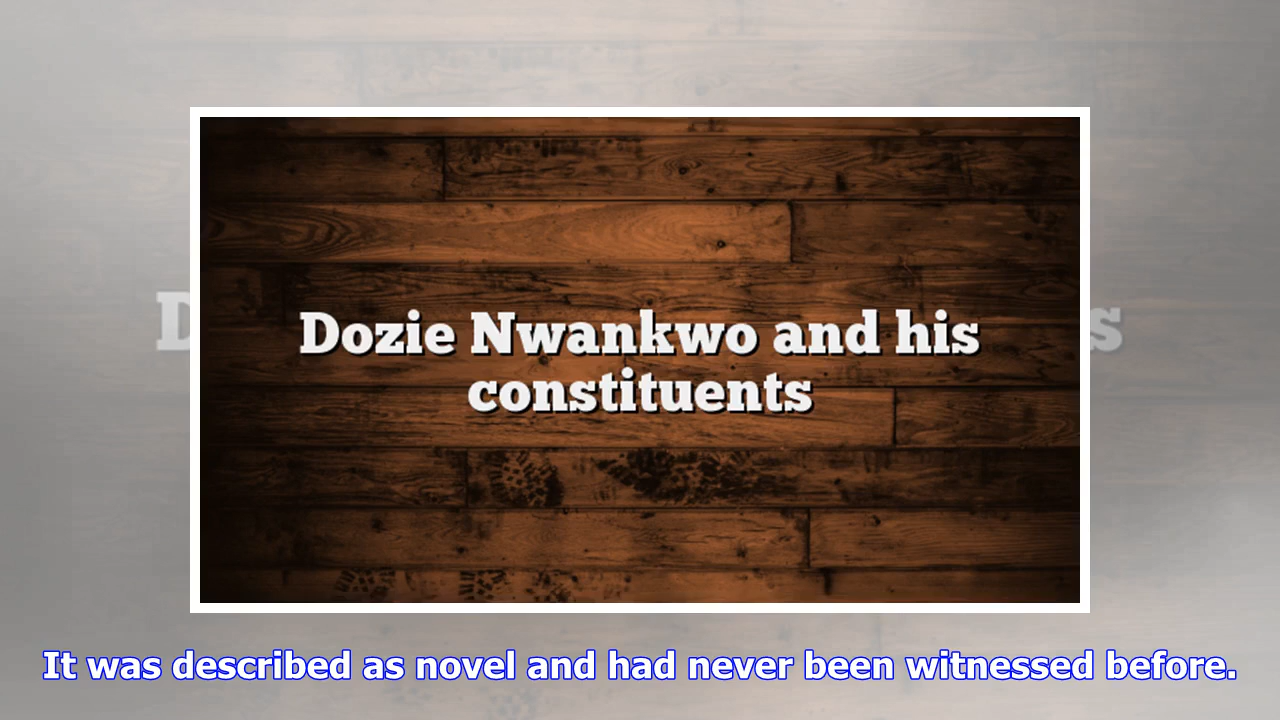 Dozie Nwankwo and his
constituents
It was described as novel and had never been witnessed before.